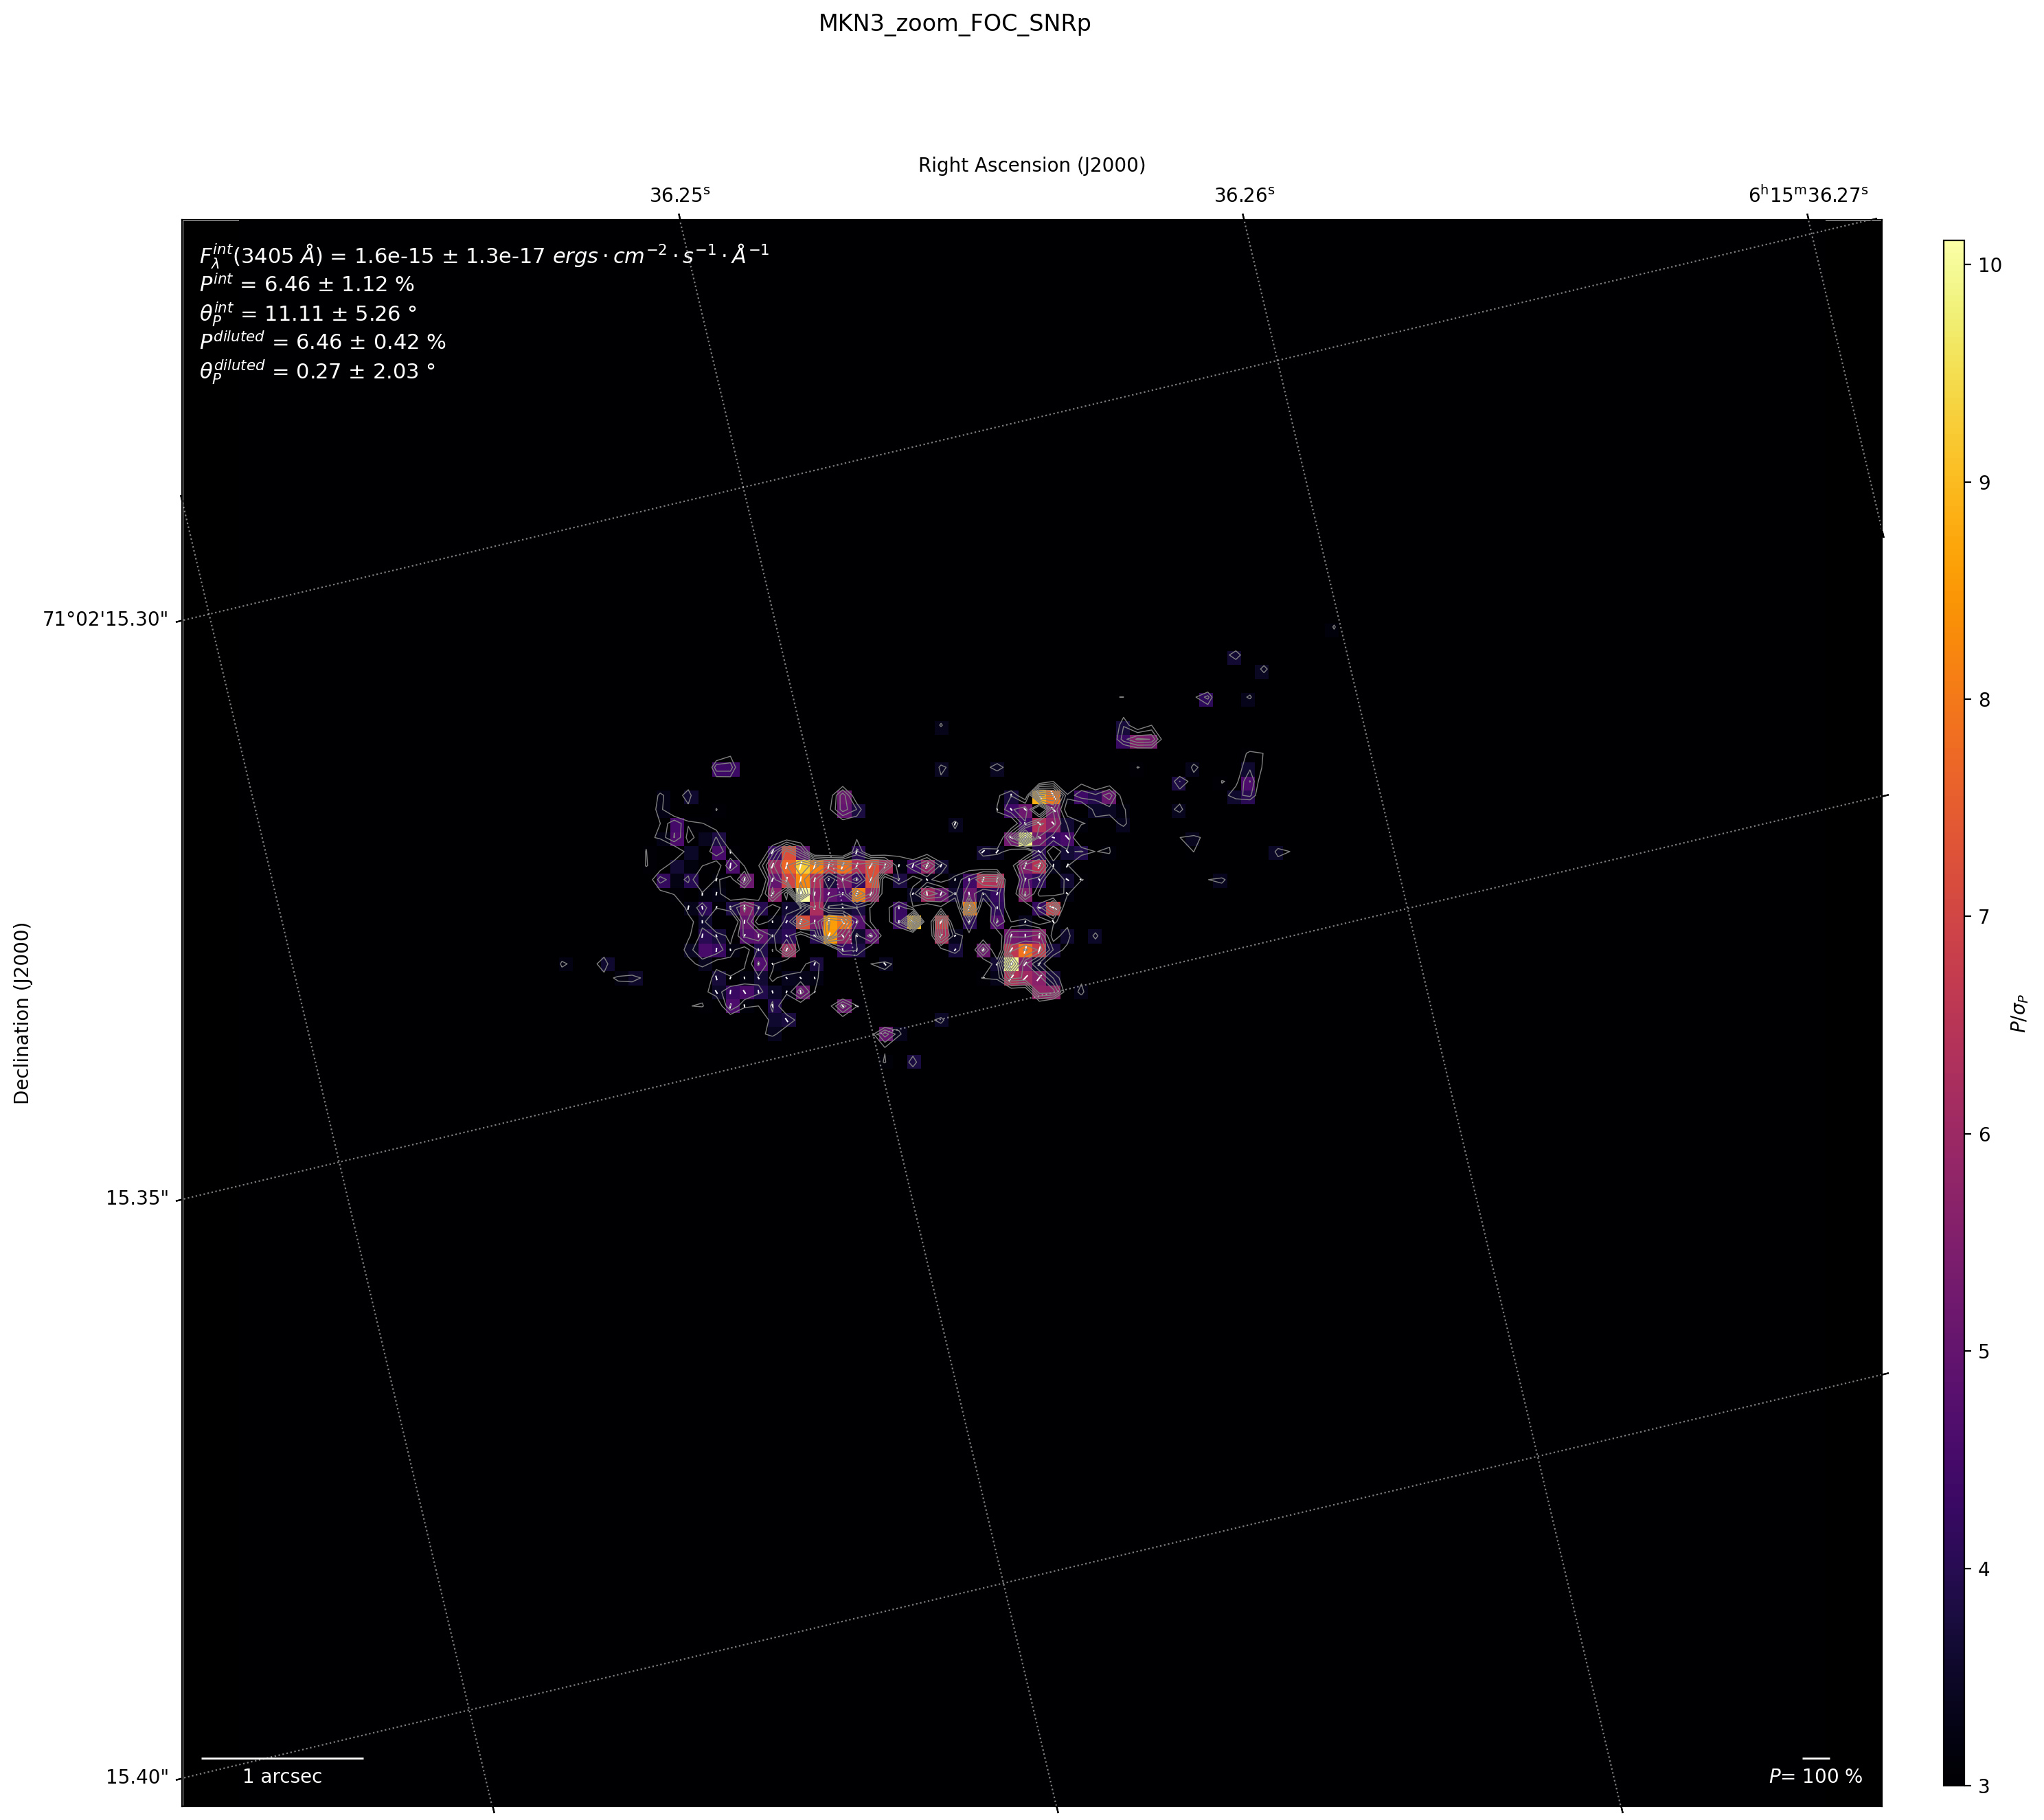 MKN3_zoom_FOC_SNRp
Right Ascension (J2000)
36.25ˢ 36.26ˢ 6ʰ15ᵐ36.27ˢ
F_λ^int(3405 Å) = 1.6e-15 ± 1.3e-17 ergs · cm⁻² · s⁻¹ · Å⁻¹
P^int = 6.46 ± 1.12 %
θ_P^int = 11.11 ± 5.26 °
P^diluted = 6.46 ± 0.42 %
θ_P^diluted = 0.27 ± 2.03 °
71°02'15.30"
15.35"
15.40"
Declination (J2000)
1 arcsec
P= 100 %
10
9
8
7
6
5
4
3
P/σ_P